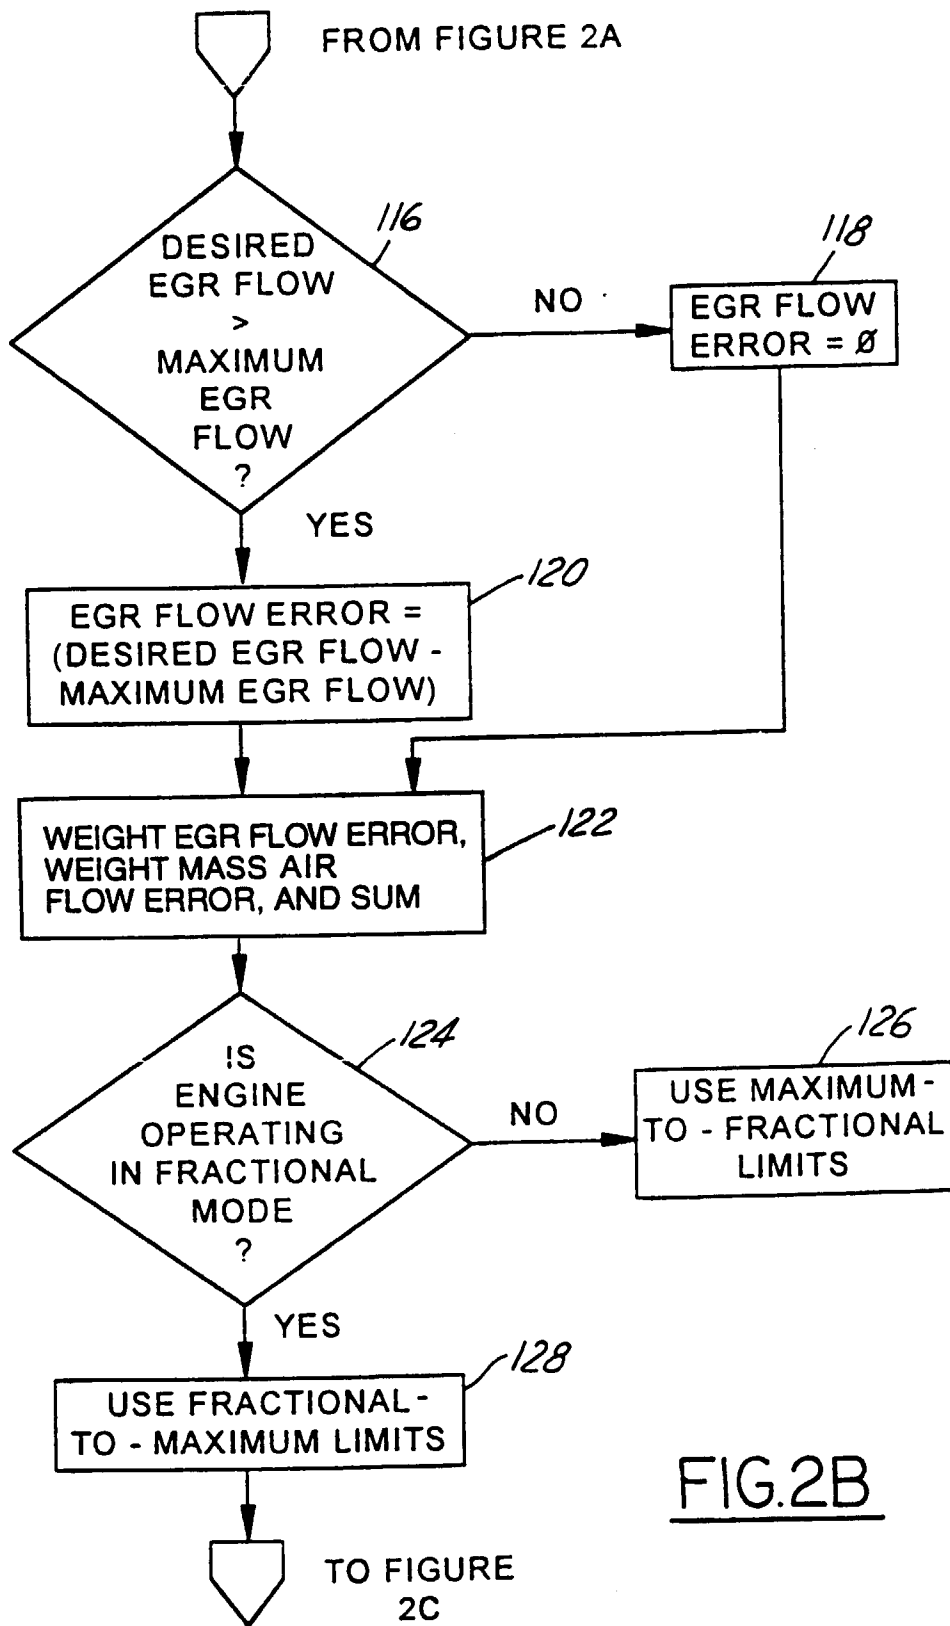 FROM FIGURE 2A
116
DESIRED
EGR FLOW
>
MAXIMUM
EGR
FLOW
?
NO
118
EGR FLOW
ERROR = Ø
YES
120
EGR FLOW ERROR =
(DESIRED EGR FLOW -
MAXIMUM EGR FLOW)
122
WEIGHT EGR FLOW ERROR,
WEIGHT MASS AIR
FLOW ERROR, AND SUM
124
IS
ENGINE
OPERATING
IN FRACTIONAL
MODE
?
NO
126
USE MAXIMUM -
TO - FRACTIONAL
LIMITS
YES
128
USE FRACTIONAL -
TO - MAXIMUM LIMITS
FIG.2B
TO FIGURE
2C